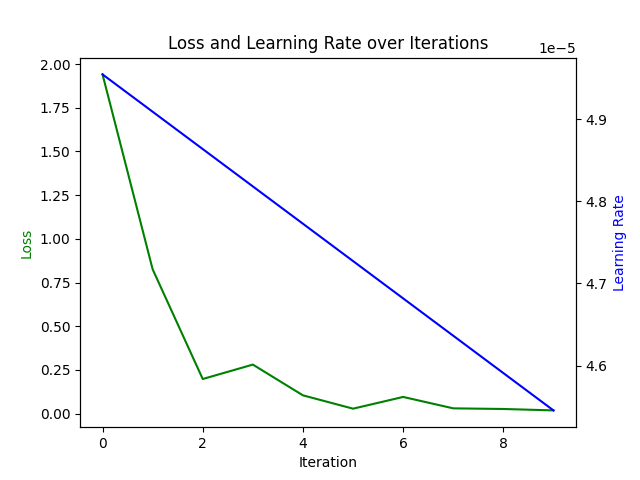 Loss and Learning Rate over Iterations
1e−5
2.00
1.75
1.50
1.25
1.00
0.75
0.50
0.25
0.00
Loss
4.9
4.8
4.7
4.6
Learning Rate
0 2 4 6 8
Iteration